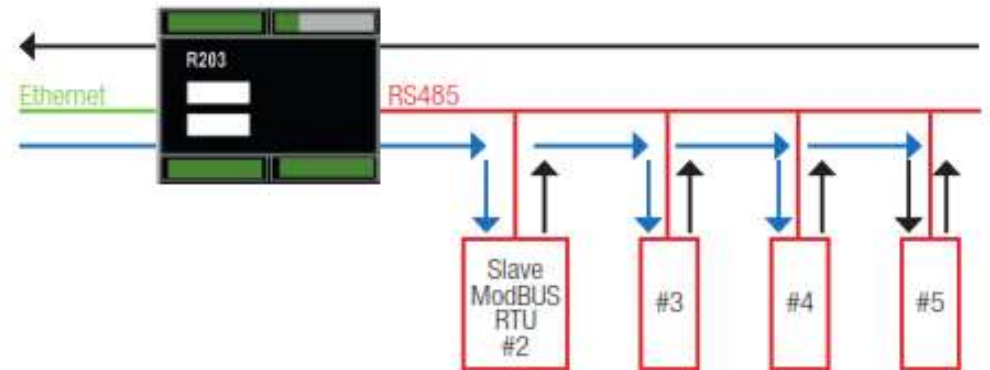 R203
Ethernet
RS485
Slave
ModBUS
RTU
#2
#3
#4
#5